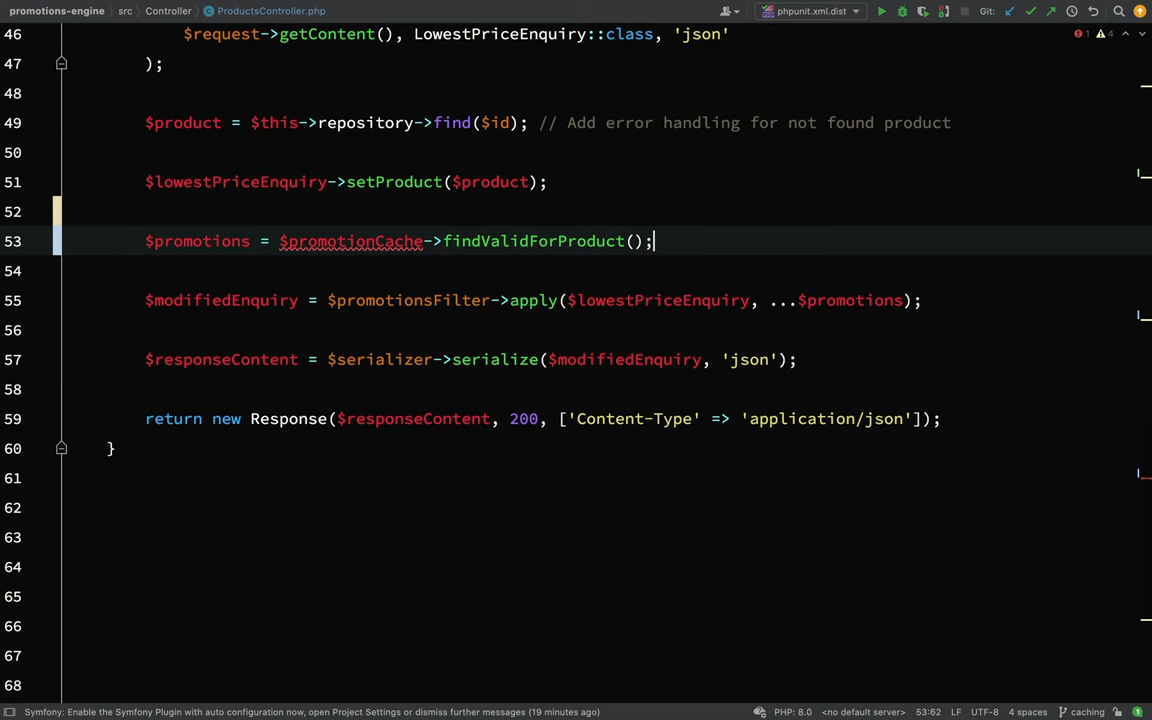 promotions-engine src Controller ProductsController.php phpunit.xml.dist Git:
46 $request->getContent(), LowestPriceEnquiry::class, 'json'
1 4
47 );
48
49 $product = $this->repository->find($id); // Add error handling for not found product
50
51 $lowestPriceEnquiry->setProduct($product);
52
53 $promotions = $promotionCache->findValidForProduct();
54
55 $modifiedEnquiry = $promotionsFilter->apply($lowestPriceEnquiry, ...$promotions);
56
57 $responseContent = $serializer->serialize($modifiedEnquiry, 'json');
58
59 return new Response($responseContent, 200, ['Content-Type' => 'application/json']);
60 }
61
62
63
64
65
66
67
68
Symfony: Enable the Symfony Plugin with auto configuration now, open Project Settings or dismiss further messages (19 minutes ago) PHP: 8.0 <no default server> 53:62 LF UTF-8 4 spaces caching 1